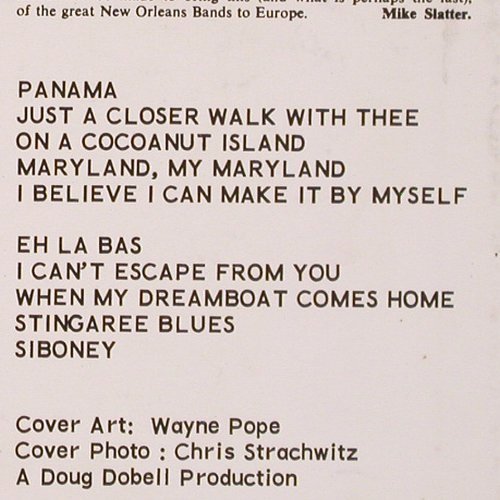 of the great New Orleans Bands to Europe. Mike Slatter.
PANAMA
JUST A CLOSER WALK WITH THEE
ON A COCOANUT ISLAND
MARYLAND, MY MARYLAND
I BELIEVE I CAN MAKE IT BY MYSELF
EH LA BAS
I CAN'T ESCAPE FROM YOU
WHEN MY DREAMBOAT COMES HOME
STINGAREE BLUES
SIBONEY
Cover Art: Wayne Pope
Cover Photo : Chris Strachwitz
A Doug Dobell Production